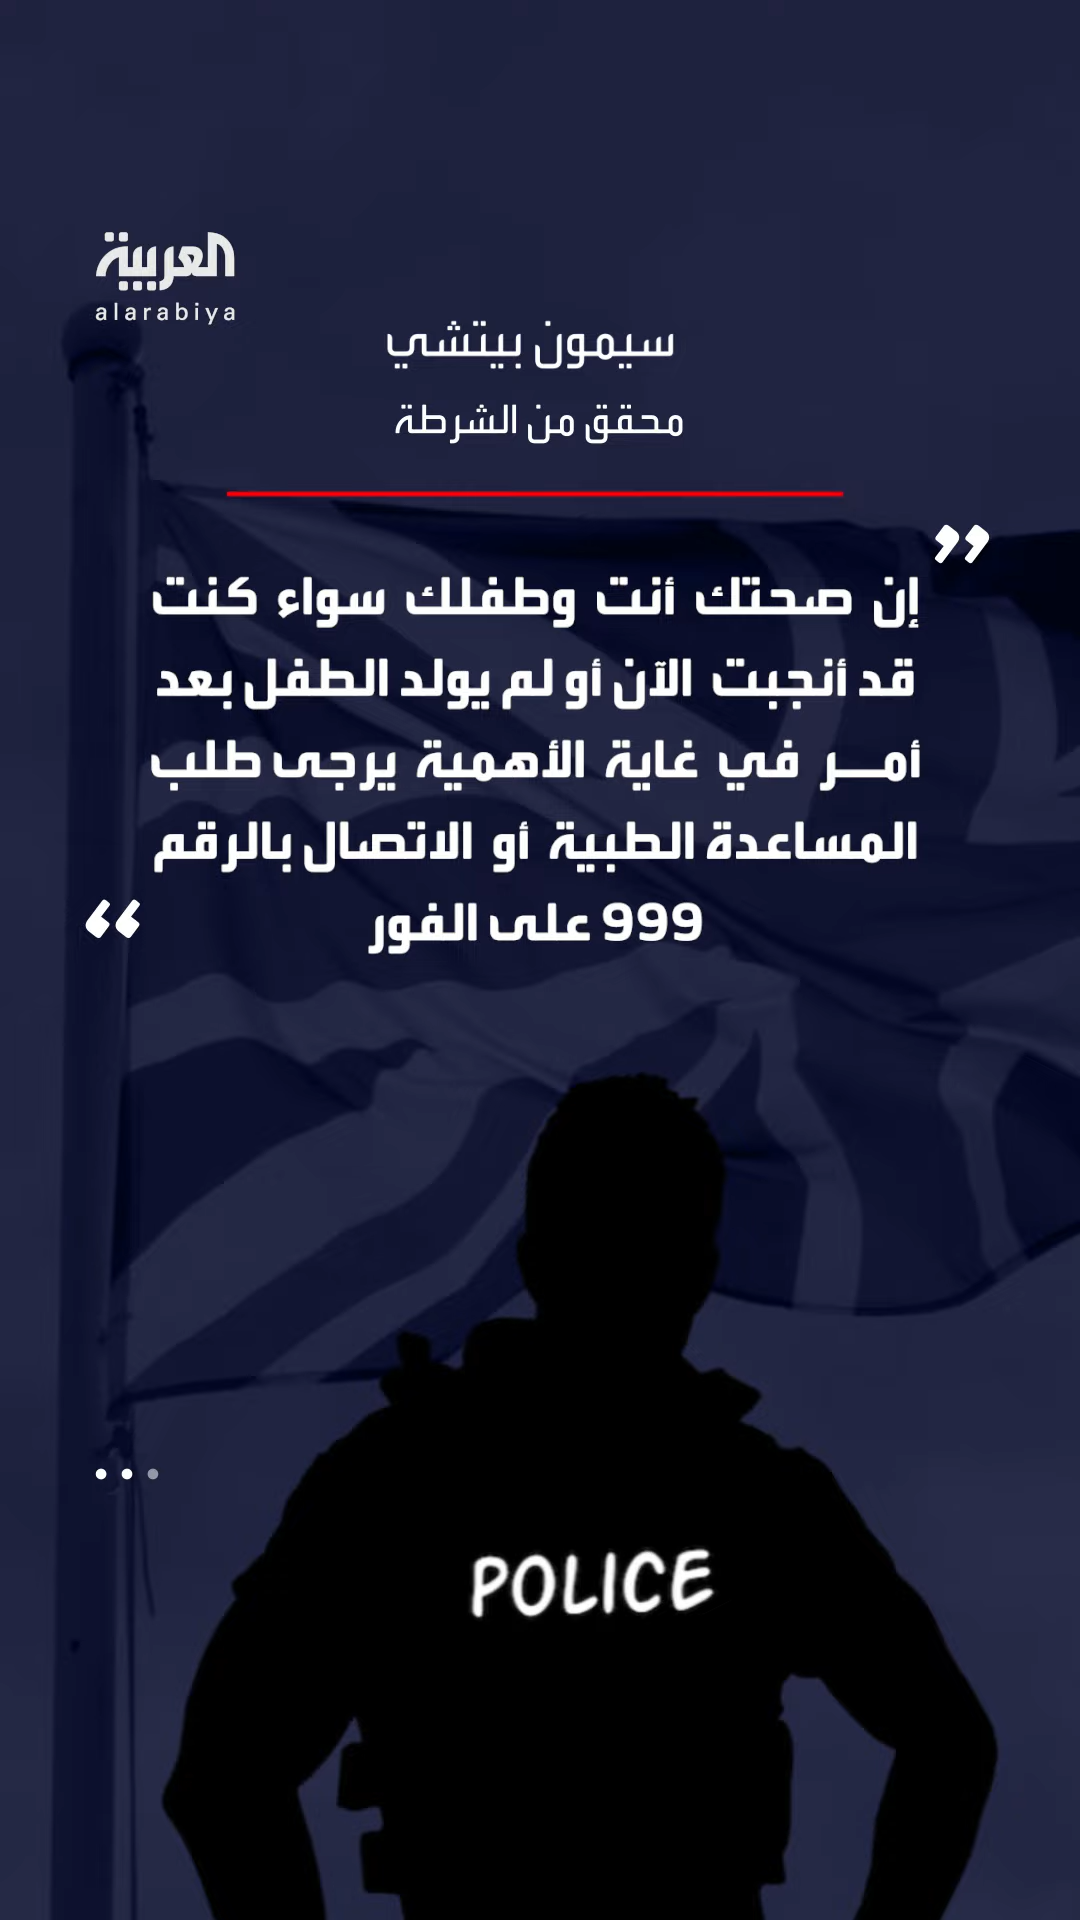 العربية
alarabiya
سيمون بيتشي
محقق من الشرطة
”
إن صحتك أنت وطفلك سواء كنت
قد أنجبت الآن أو لم يولد الطفل بعد
أمـــر في غاية الأهمية يرجى طلب
المساعدة الطبية أو الاتصال بالرقم
999 على الفور
“
POLICE